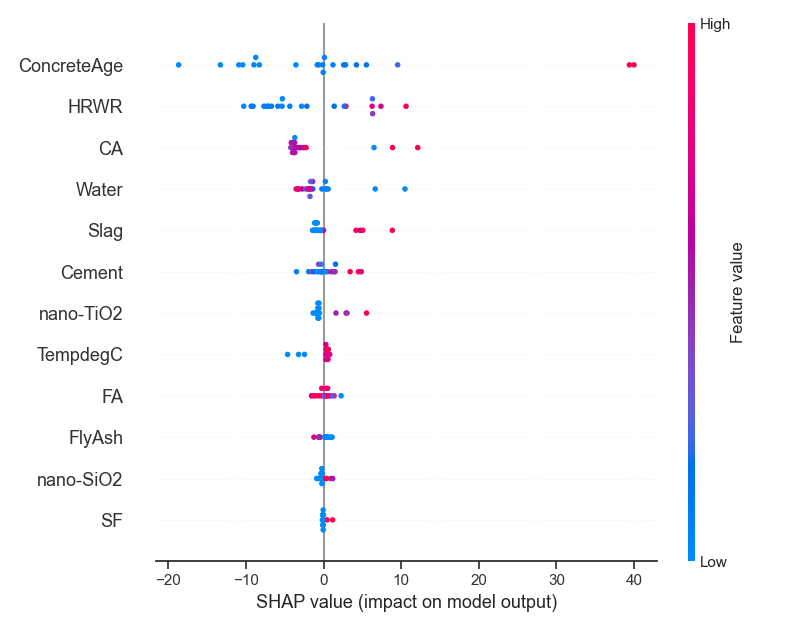 High
ConcreteAge
HRWR
CA
Water
Slag
Cement
nano-TiO2
TempdegC
FA
FlyAsh
nano-SiO2
SF
Feature value
Low
−20 −10 0 10 20 30 40
SHAP value (impact on model output)